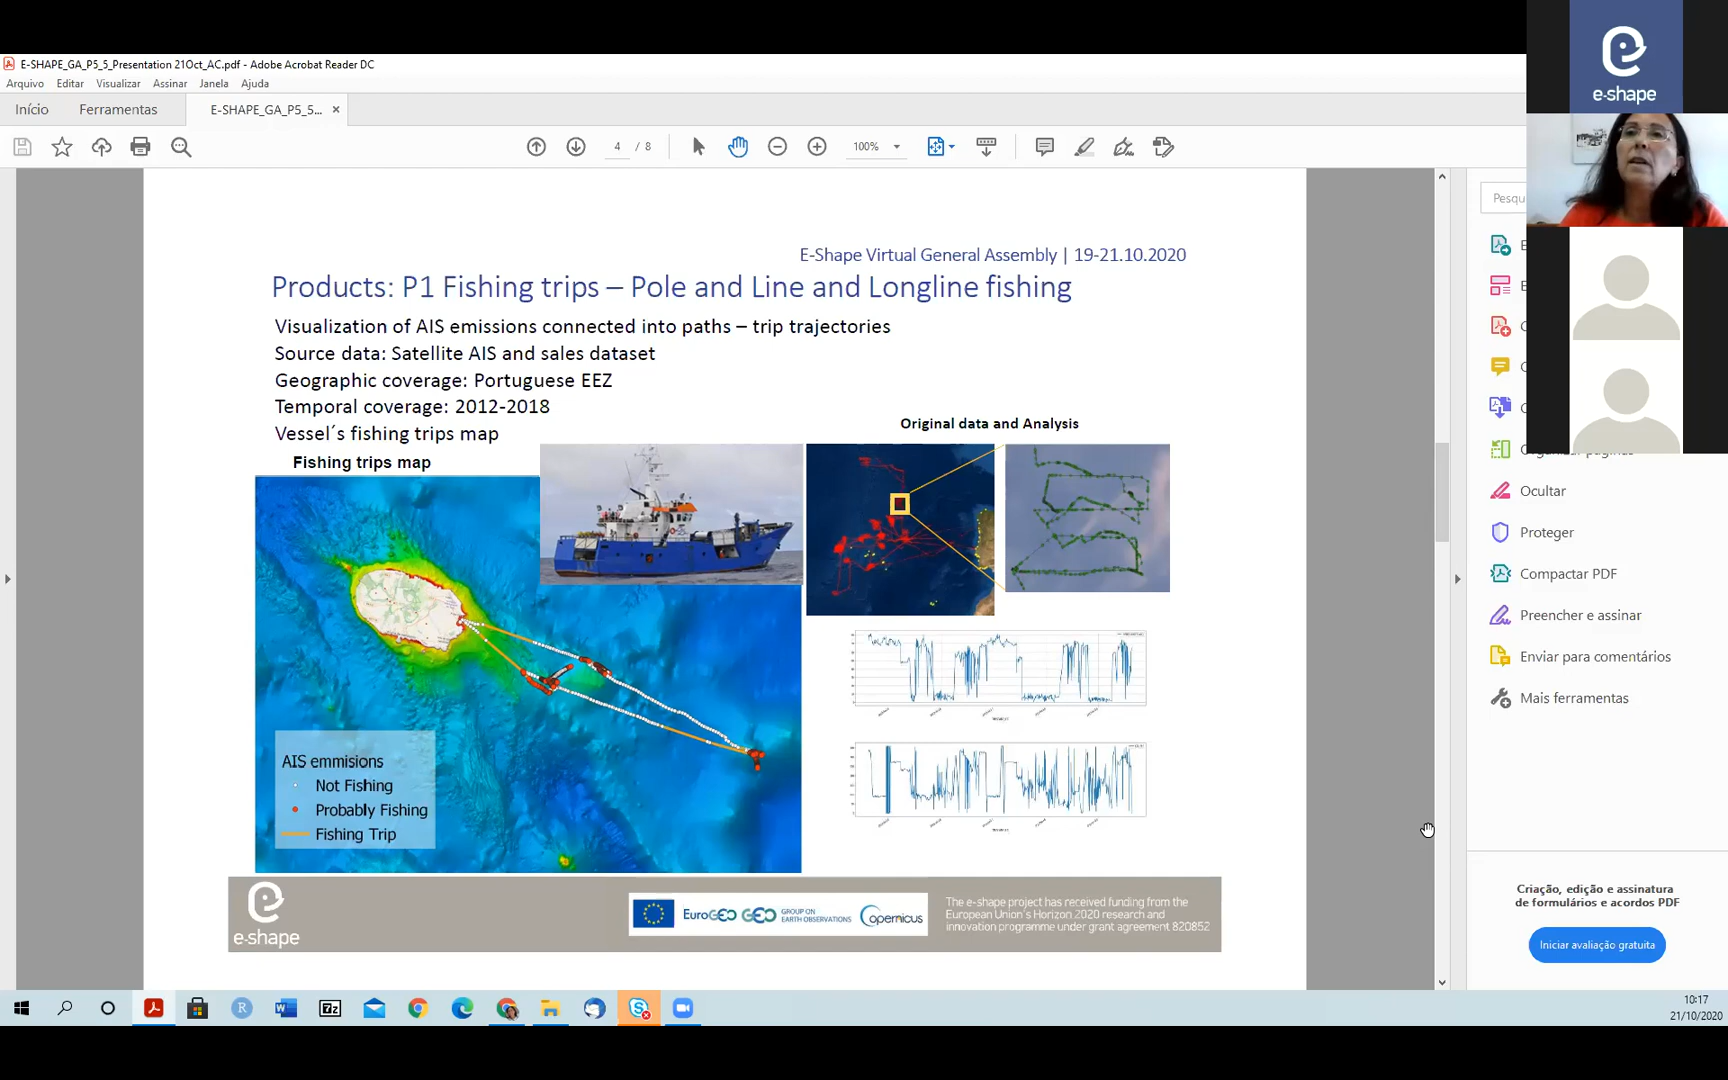 E-SHAPE_GA_P5_5_Presentation 21Oct_AC.pdf - Adobe Acrobat Reader DC
Arquivo Editar Visualizar Assinar Janela Ajuda
Início Ferramentas E-SHAPE_GA_P5_5... ×
4 / 8 100%
e-shape
E-Shape Virtual General Assembly | 19-21.10.2020
Products: P1 Fishing trips – Pole and Line and Longline fishing
Visualization of AIS emissions connected into paths – trip trajectories
Source data: Satellite AIS and sales dataset
Geographic coverage: Portuguese EEZ
Temporal coverage: 2012-2018
Vessel´s fishing trips map
Fishing trips map
Original data and Analysis
AIS emmisions
Not Fishing
Probably Fishing
Fishing Trip
e-shape
EuroGEO GEO GROUP ON EARTH OBSERVATIONS opernicus
The e-shape project has received funding from the
European Union's Horizon 2020 research and
innovation programme under grant agreement 820852
Pesqu
Ocultar
Proteger
Compactar PDF
Preencher e assinar
Enviar para comentários
Mais ferramentas
Criação, edição e assinatura
de formulários e acordos PDF
Iniciar avaliação gratuita
10:17
21/10/2020